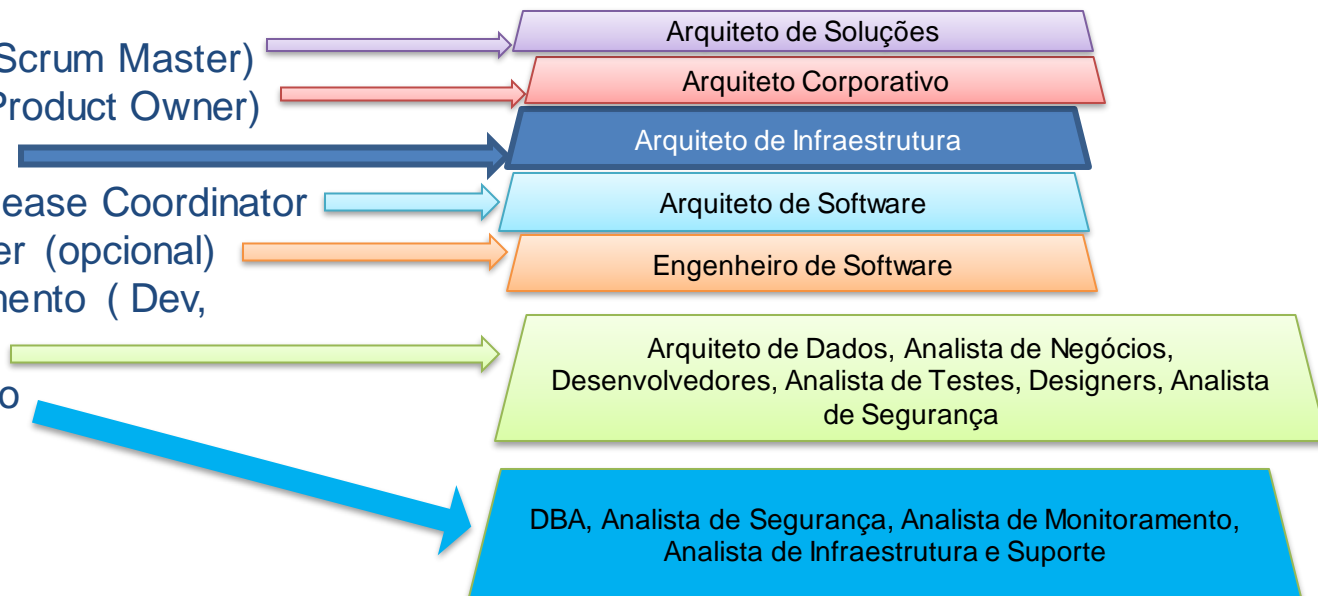 Scrum Master)
Product Owner)
ease Coordinator
er (opcional)
mento ( Dev,
o
Arquiteto de Soluções
Arquiteto Corporativo
Arquiteto de Infraestrutura
Arquiteto de Software
Engenheiro de Software
Arquiteto de Dados, Analista de Negócios,
Desenvolvedores, Analista de Testes, Designers, Analista
de Segurança
DBA, Analista de Segurança, Analista de Monitoramento,
Analista de Infraestrutura e Suporte